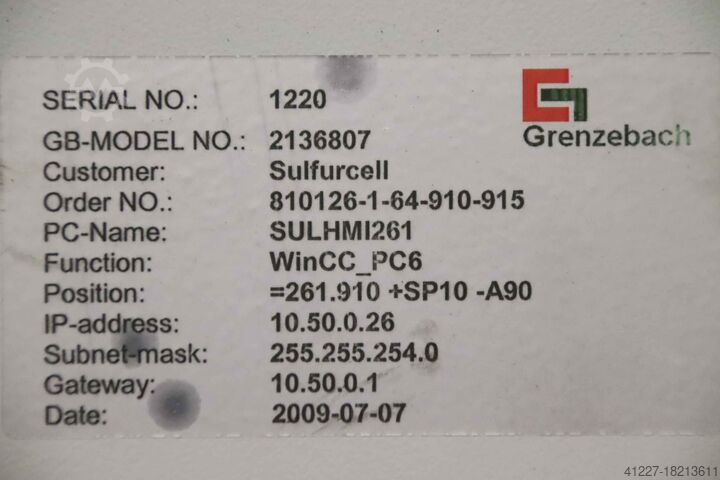 SERIAL NO.: 1220
Grenzebach
GB-MODEL NO.: 2136807
Customer: Sulfurcell
Order NO.: 810126-1-64-910-915
PC-Name: SULHMI261
Function: WinCC_PC6
Position: =261.910 +SP10 -A90
IP-address: 10.50.0.26
Subnet-mask: 255.255.254.0
Gateway: 10.50.0.1
Date: 2009-07-07
41227-18213611